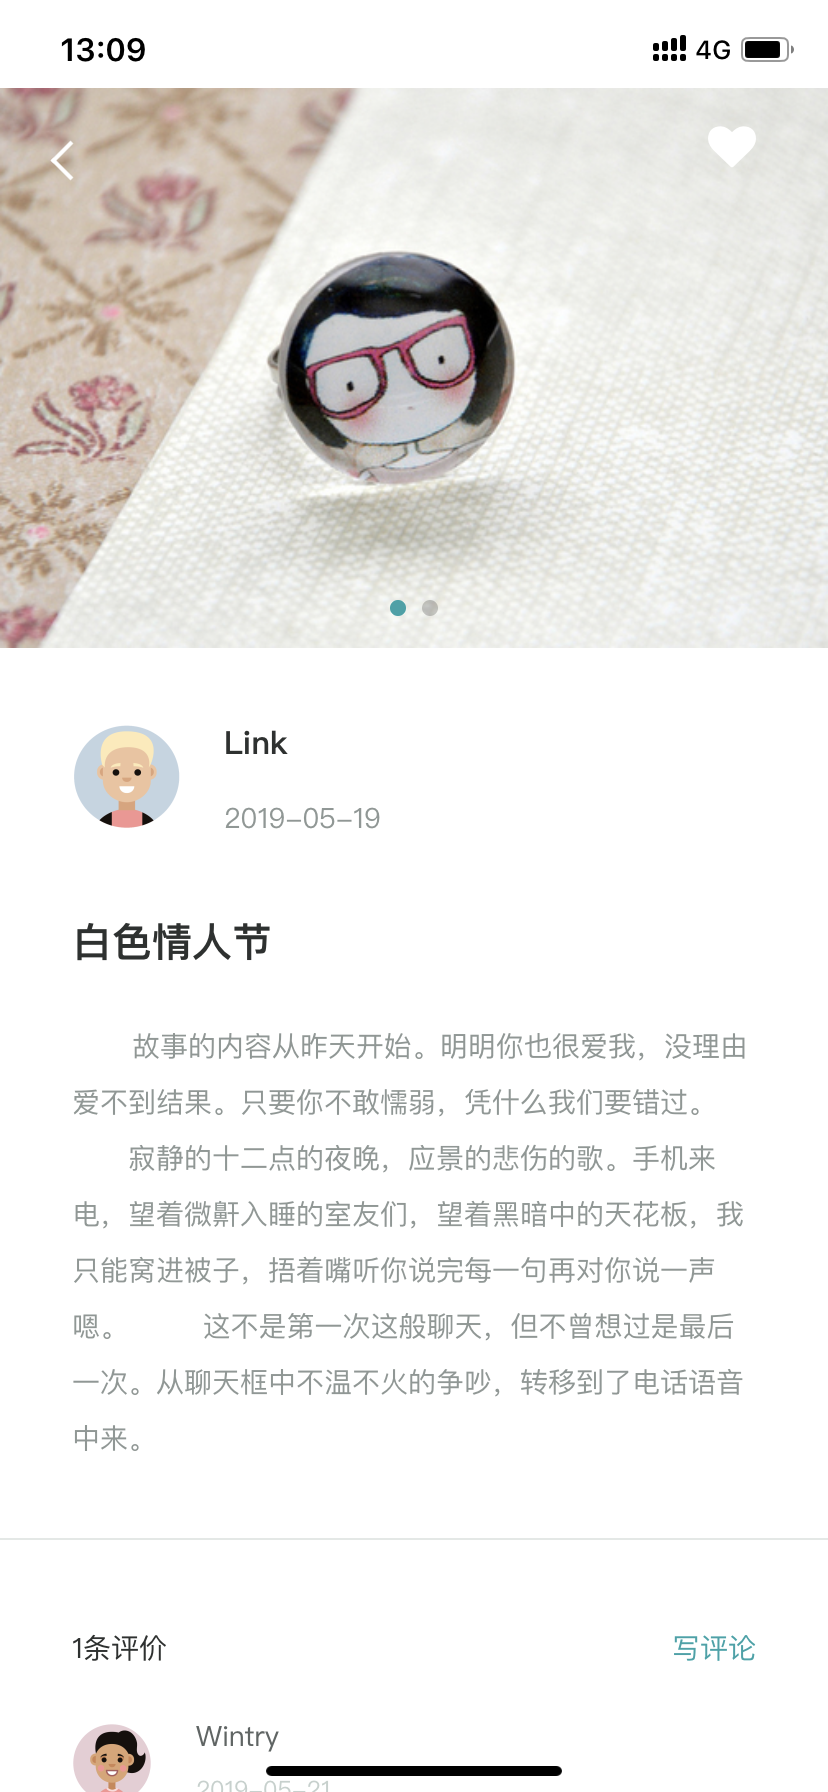 13:09
4G
Link
2019-05-19
白色情人节
故事的内容从昨天开始。明明你也很爱我，没理由
爱不到结果。只要你不敢懦弱，凭什么我们要错过。
寂静的十二点的夜晚，应景的悲伤的歌。手机来
电，望着微鼾入睡的室友们，望着黑暗中的天花板，我
只能窝进被子，捂着嘴听你说完每一句再对你说一声
嗯。 这不是第一次这般聊天，但不曾想过是最后
一次。从聊天框中不温不火的争吵，转移到了电话语音
中来。
1条评价
写评论
Wintry
2019-05-21